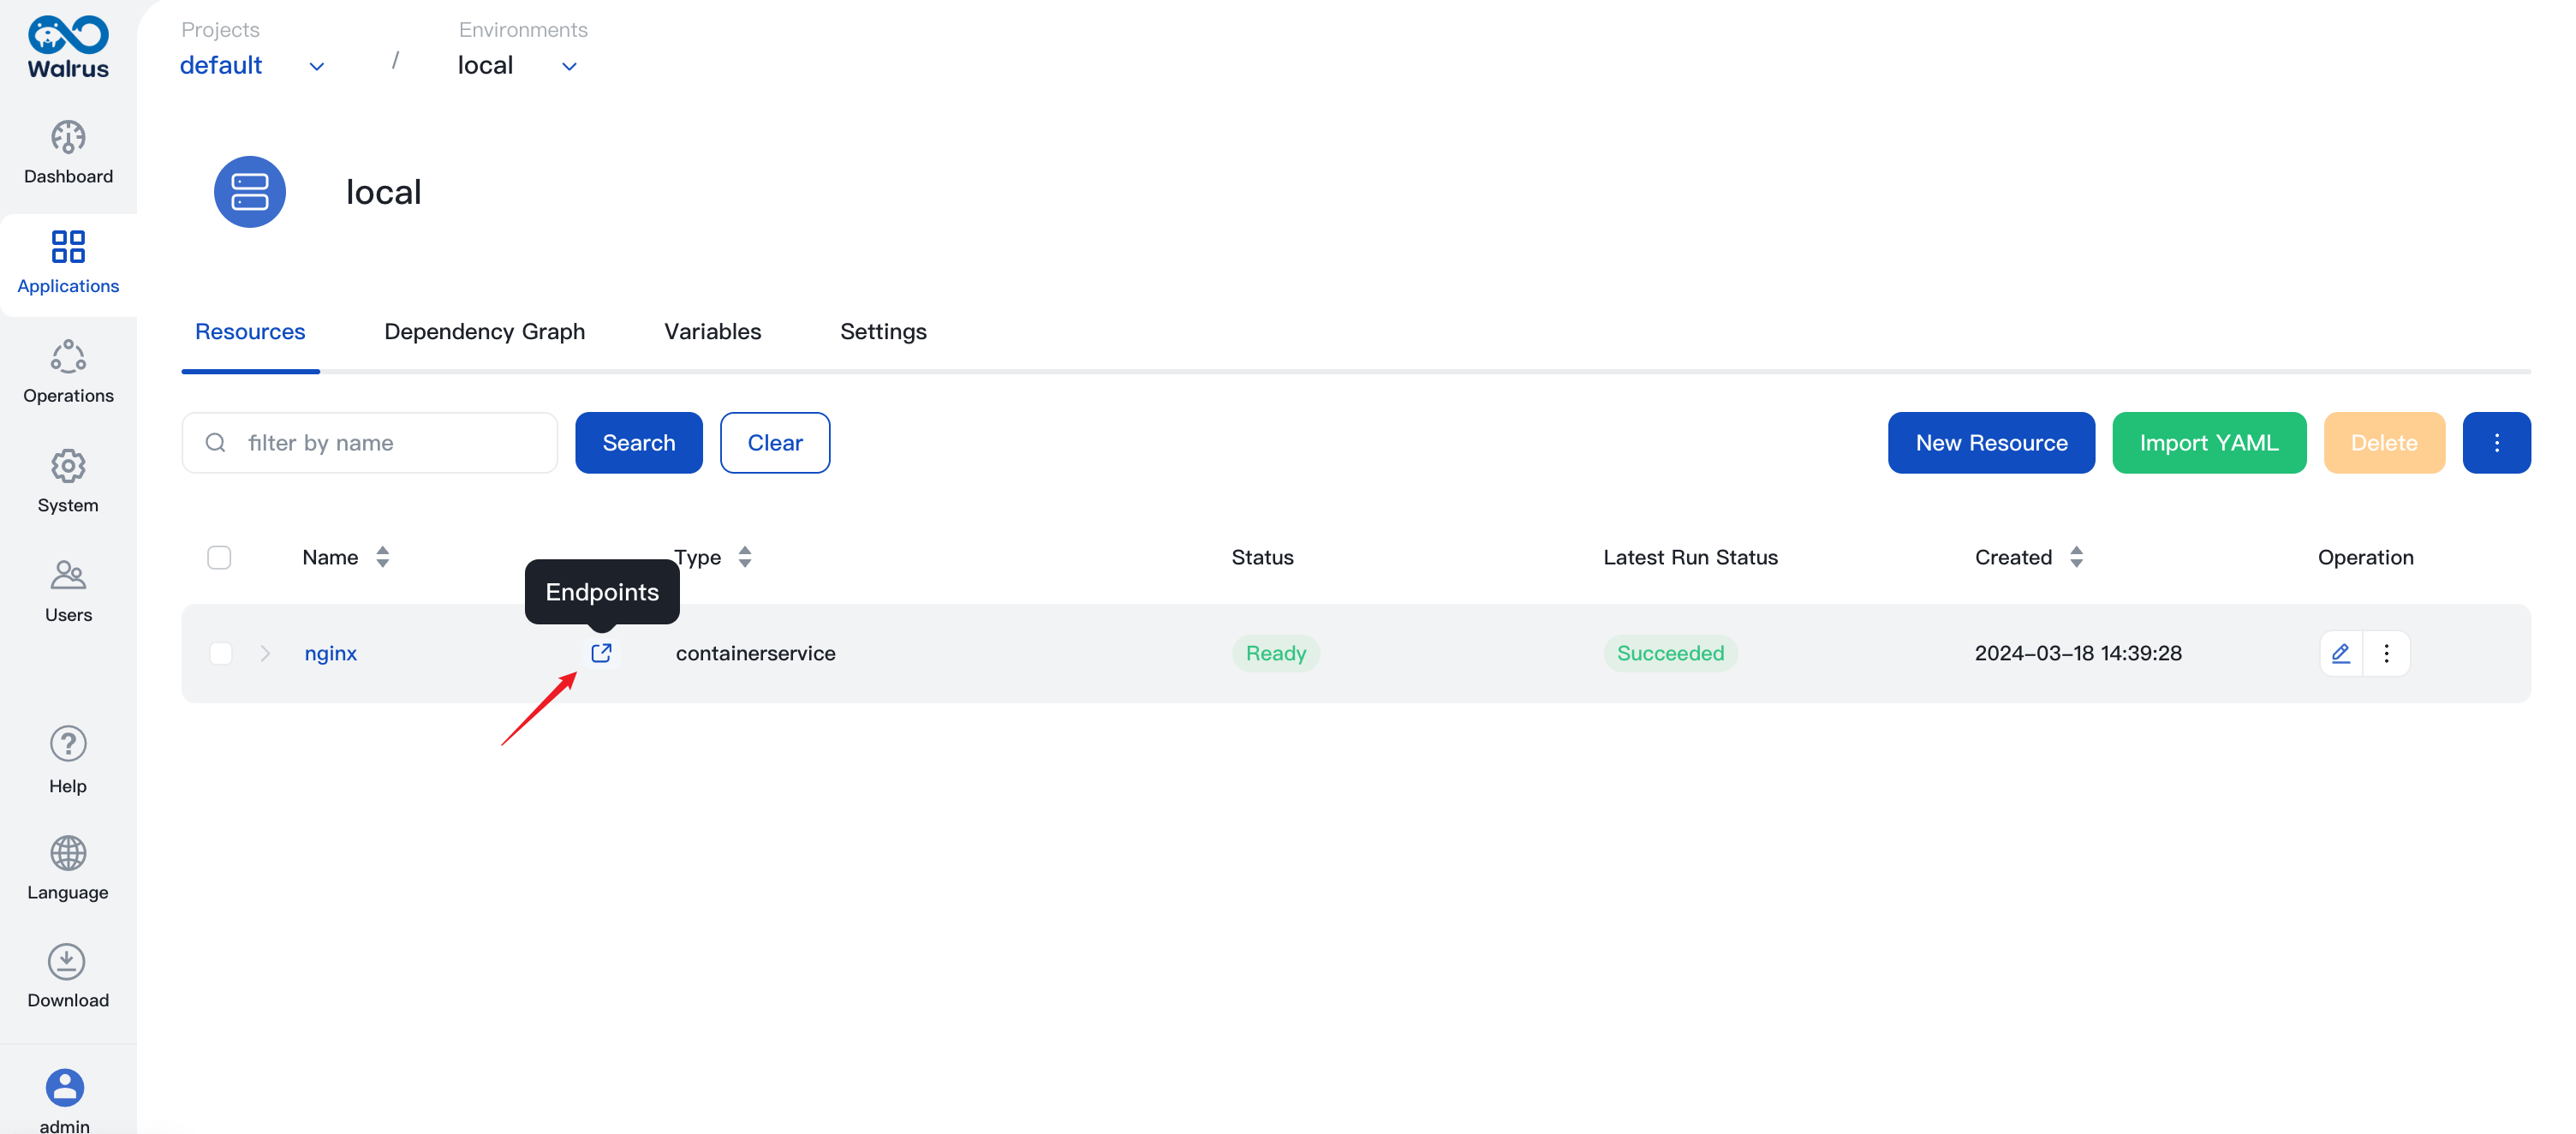 Walrus
Projects
Environments
default
/
local
Dashboard
local
Applications
Resources
Dependency Graph
Variables
Settings
Operations
filter by name
Search
Clear
New Resource
Import YAML
Delete
System
Name
Type
Status
Latest Run Status
Created
Operation
Endpoints
Users
nginx
containerservice
Ready
Succeeded
2024-03-18 14:39:28
Help
Language
Download
admin